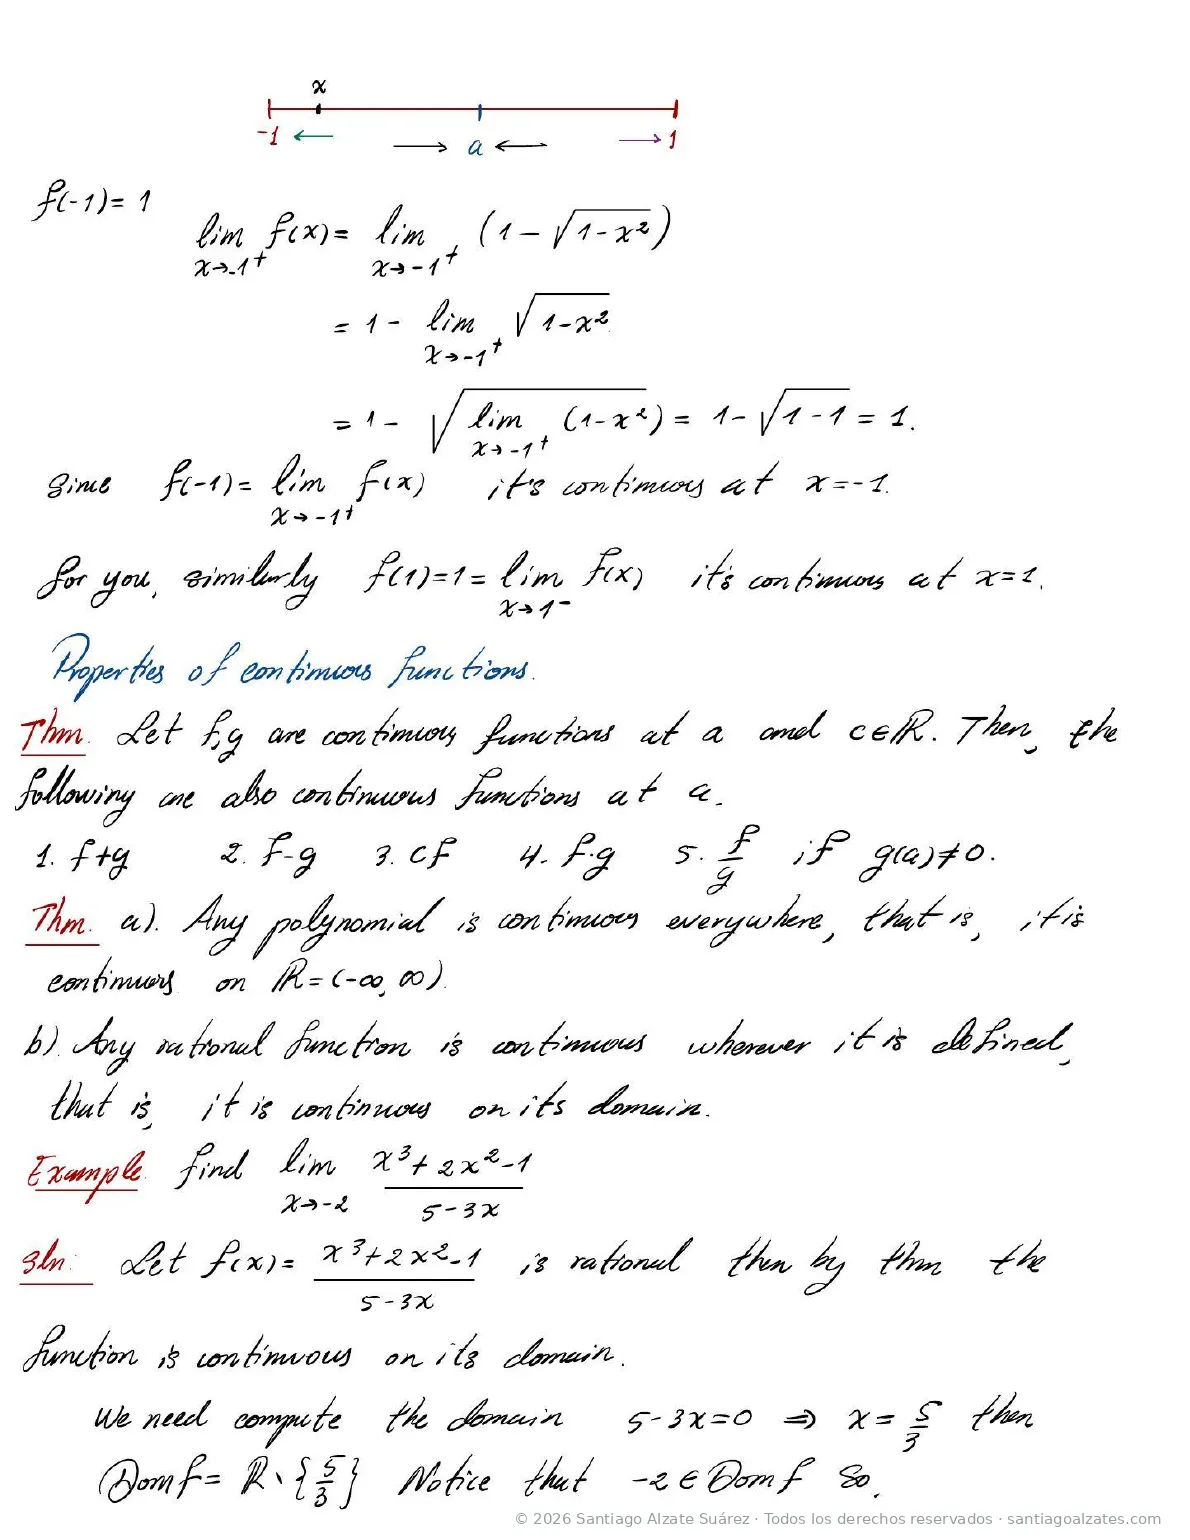 x
-1 ← → a ← → 1
f(-1)= 1
lim f(x)= lim (1-√(1-x²))
x→-1⁺ x→-1⁺
= 1- lim √(1-x²)
x→-1⁺
= 1- √(lim (1-x²)) = 1-√(1-1) = 1.
x→-1⁺
since f(-1)= lim f(x) it's continuous at x=-1.
x→-1⁺
for you, similarly f(1)=1= lim f(x) it's continuous at x=1.
x→1⁻
Properties of continuous functions.
Thm. Let f,g are continuous functions at a and c∈ℝ. Then, the
following are also continuous functions at a.
1. f+g 2. f-g 3. cf 4. f·g 5. f/g if g(a)≠0.
Thm. a). Any polynomial is continuous everywhere, that is, it is
continuous on ℝ=(-∞,∞).
b). Any rational function is continuous wherever it is defined,
that is, it is continuous on its domain.
Example. find lim (x³+2x²-1)/(5-3x)
x→-2
Sln: Let f(x)= (x³+2x²-1)/(5-3x) is rational then by thm the
function is continuous on its domain.
We need compute the domain 5-3x=0 ⇒ x= 5/3 then
Dom f= ℝ∖{5/3} Notice that -2∈Dom f So,
© 2026 Santiago Alzate Suárez · Todos los derechos reservados · santiagoalzates.com